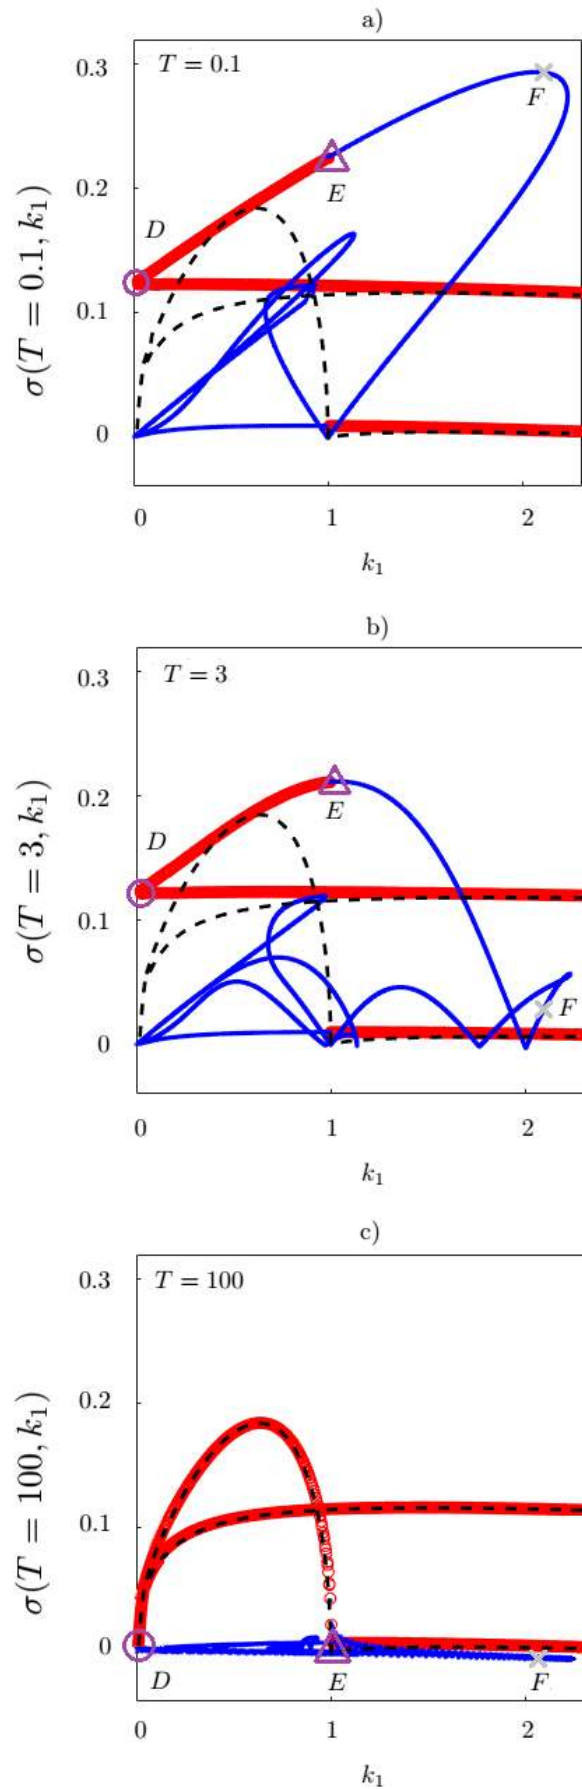 a)
T = 0.1
0.3
0.2
0.1
0
σ(T = 0.1, k₁)
D
E
F
0 1 2
k₁
b)
T = 3
0.3
0.2
0.1
0
σ(T = 3, k₁)
D
E
F
0 1 2
k₁
c)
T = 100
0.3
0.2
0.1
0
σ(T = 100, k₁)
D E F
0 1 2
k₁